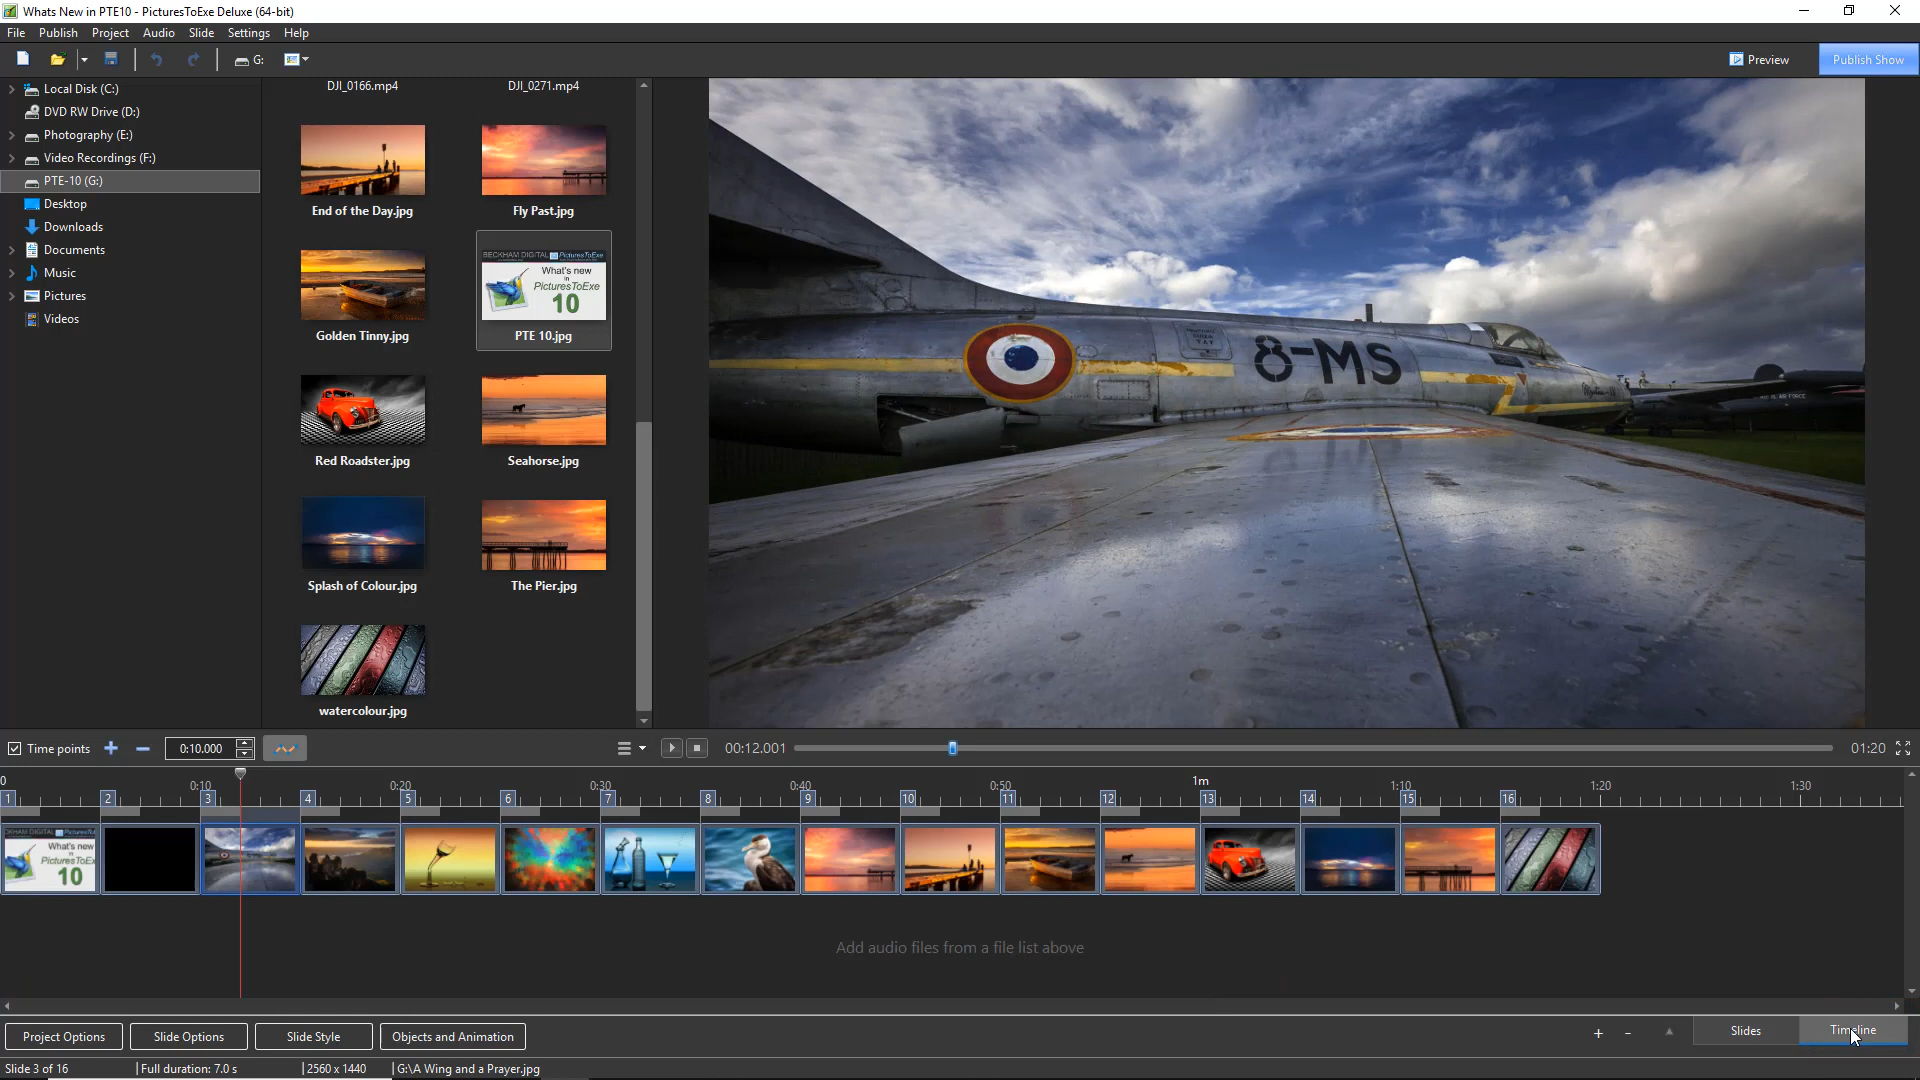 Whats New in PTE10 - PicturesToExe Deluxe (64-bit)
File Publish Project Audio Slide Settings Help
G:
Preview
Publish Show
Local Disk (C:)
DVD RW Drive (D:)
Photography (E:)
Video Recordings (F:)
PTE-10 (G:)
Desktop
Downloads
Documents
Music
Pictures
Videos
DJI_0166.mp4 DJI_0271.mp4
End of the Day.jpg Fly Past.jpg
BECKHAM DIGITAL PicturesToExe
What's new
in
PicturesToExe
10
Golden Tinny.jpg PTE 10.jpg
Red Roadster.jpg Seahorse.jpg
Splash of Colour.jpg The Pier.jpg
watercolour.jpg
8-MS
Time points 0:10.000 00:12.001 01:20
0 0:10 0:20 0:30 0:40 0:50 1m 1:10 1:20 1:30
1 2 3 4 5 6 7 8 9 10 11 12 13 14 15 16
What's new
in
PicturesToEx
10
Add audio files from a file list above
Project Options Slide Options Slide Style Objects and Animation + - Slides Timeline
Slide 3 of 16 Full duration: 7.0 s 2560 x 1440 G:\A Wing and a Prayer.jpg